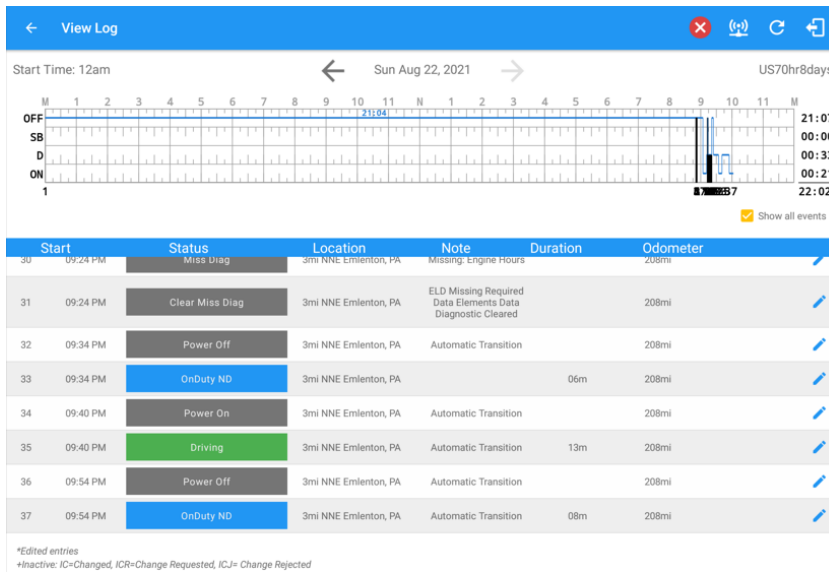 View Log
Start Time: 12am Sun Aug 22, 2021 US70hr8days
M 1 2 3 4 5 6 7 8 9 10 11 N 1 2 3 4 5 6 7 8 9 10 11 M
21:04
OFF 21:07
SB
D
ON
1 22:02
Show all events
Start Status Location Note Duration Odometer
30 09:24 PM Miss Diag 3mi NNE Emlenton, PA Missing: Engine Hours 208mi
31 09:24 PM Clear Miss Diag 3mi NNE Emlenton, PA ELD Missing Required 208mi
Data Elements Data
Diagnostic Cleared
32 09:34 PM Power Off 3mi NNE Emlenton, PA Automatic Transition 208mi
33 09:34 PM OnDuty ND 3mi NNE Emlenton, PA 06m 208mi
34 09:40 PM Power On 3mi NNE Emlenton, PA Automatic Transition 208mi
35 09:40 PM Driving 3mi NNE Emlenton, PA Automatic Transition 13m 208mi
36 09:54 PM Power Off 3mi NNE Emlenton, PA Automatic Transition 208mi
37 09:54 PM OnDuty ND 3mi NNE Emlenton, PA Automatic Transition 08m 208mi
*Edited entries
+Inactive: IC=Changed, ICR=Change Requested, ICJ= Change Rejected